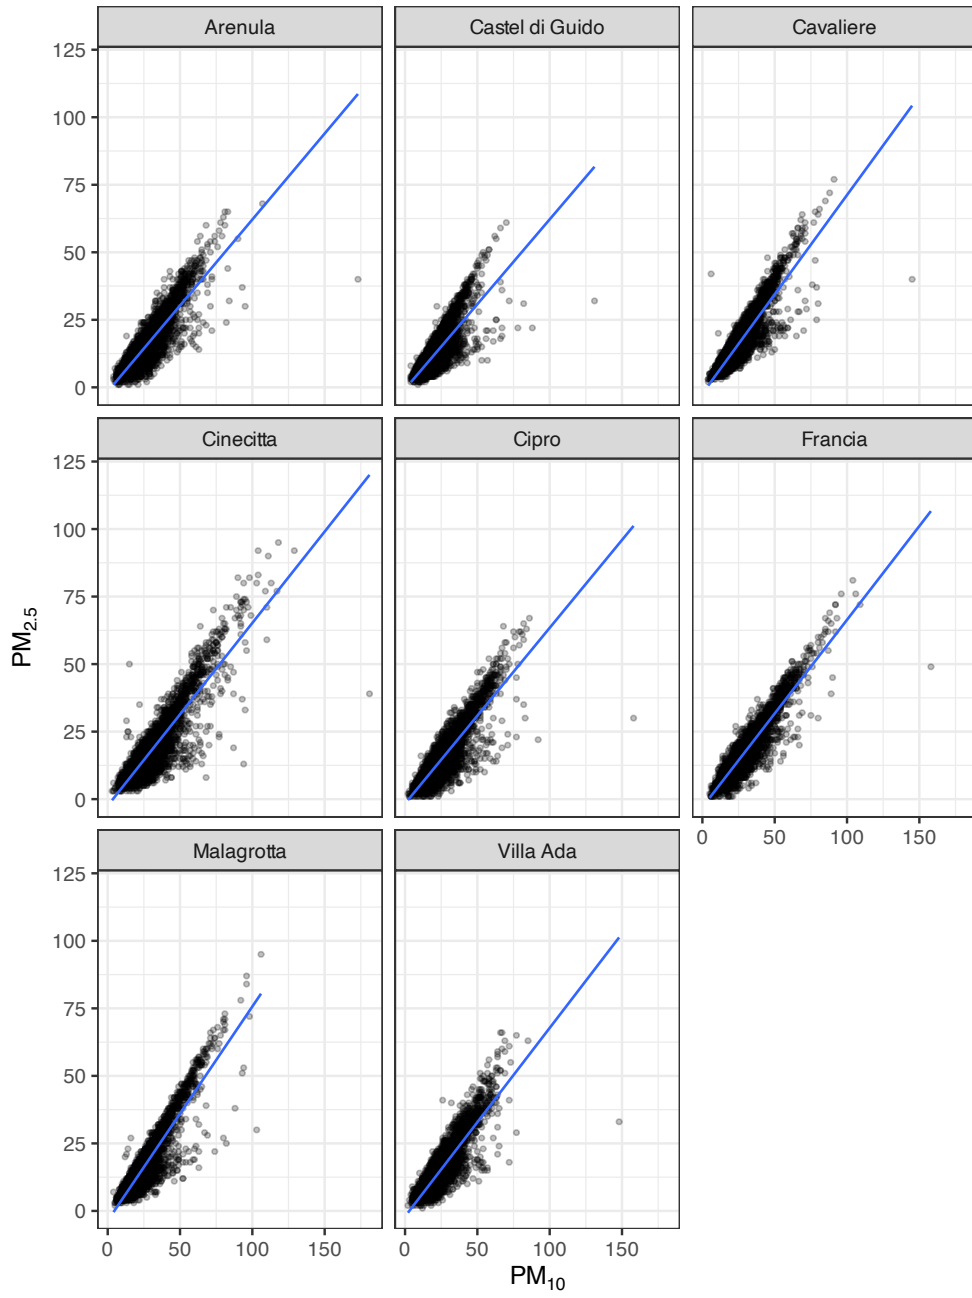 Arenula Castel di Guido Cavaliere
125
100
75
50
25
0
Cinecitta Cipro Francia
125
100
75
50
25
0
0 50 100 150
Malagrotta Villa Ada
125
100
75
50
25
0
0 50 100 150 0 50 100 150
PM2.5
PM10